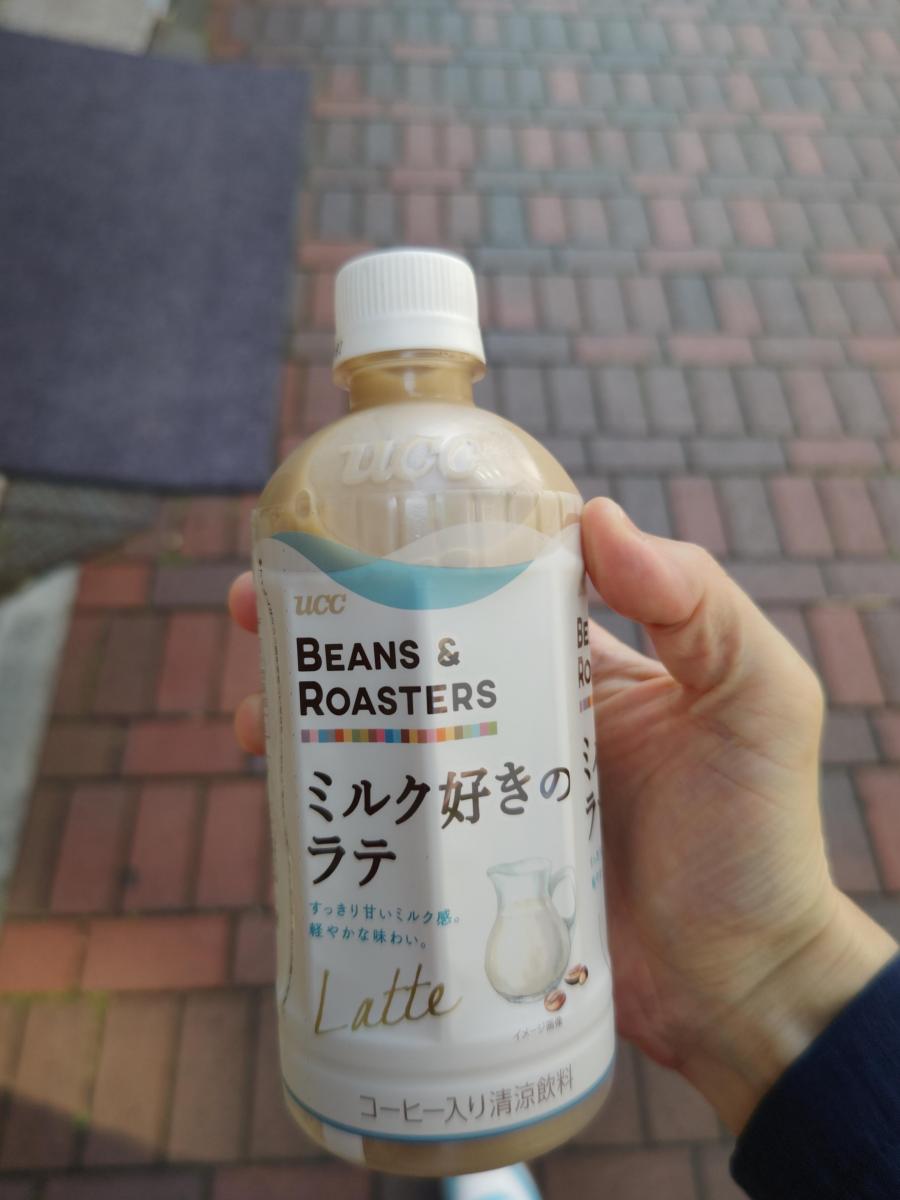 ucc
ucc
BEANS &
ROASTERS
ミルク好きの
ラテ
すっきり甘いミルク感。
軽やかな味わい。
Latte
イメージ画像
コーヒー入り清涼飲料